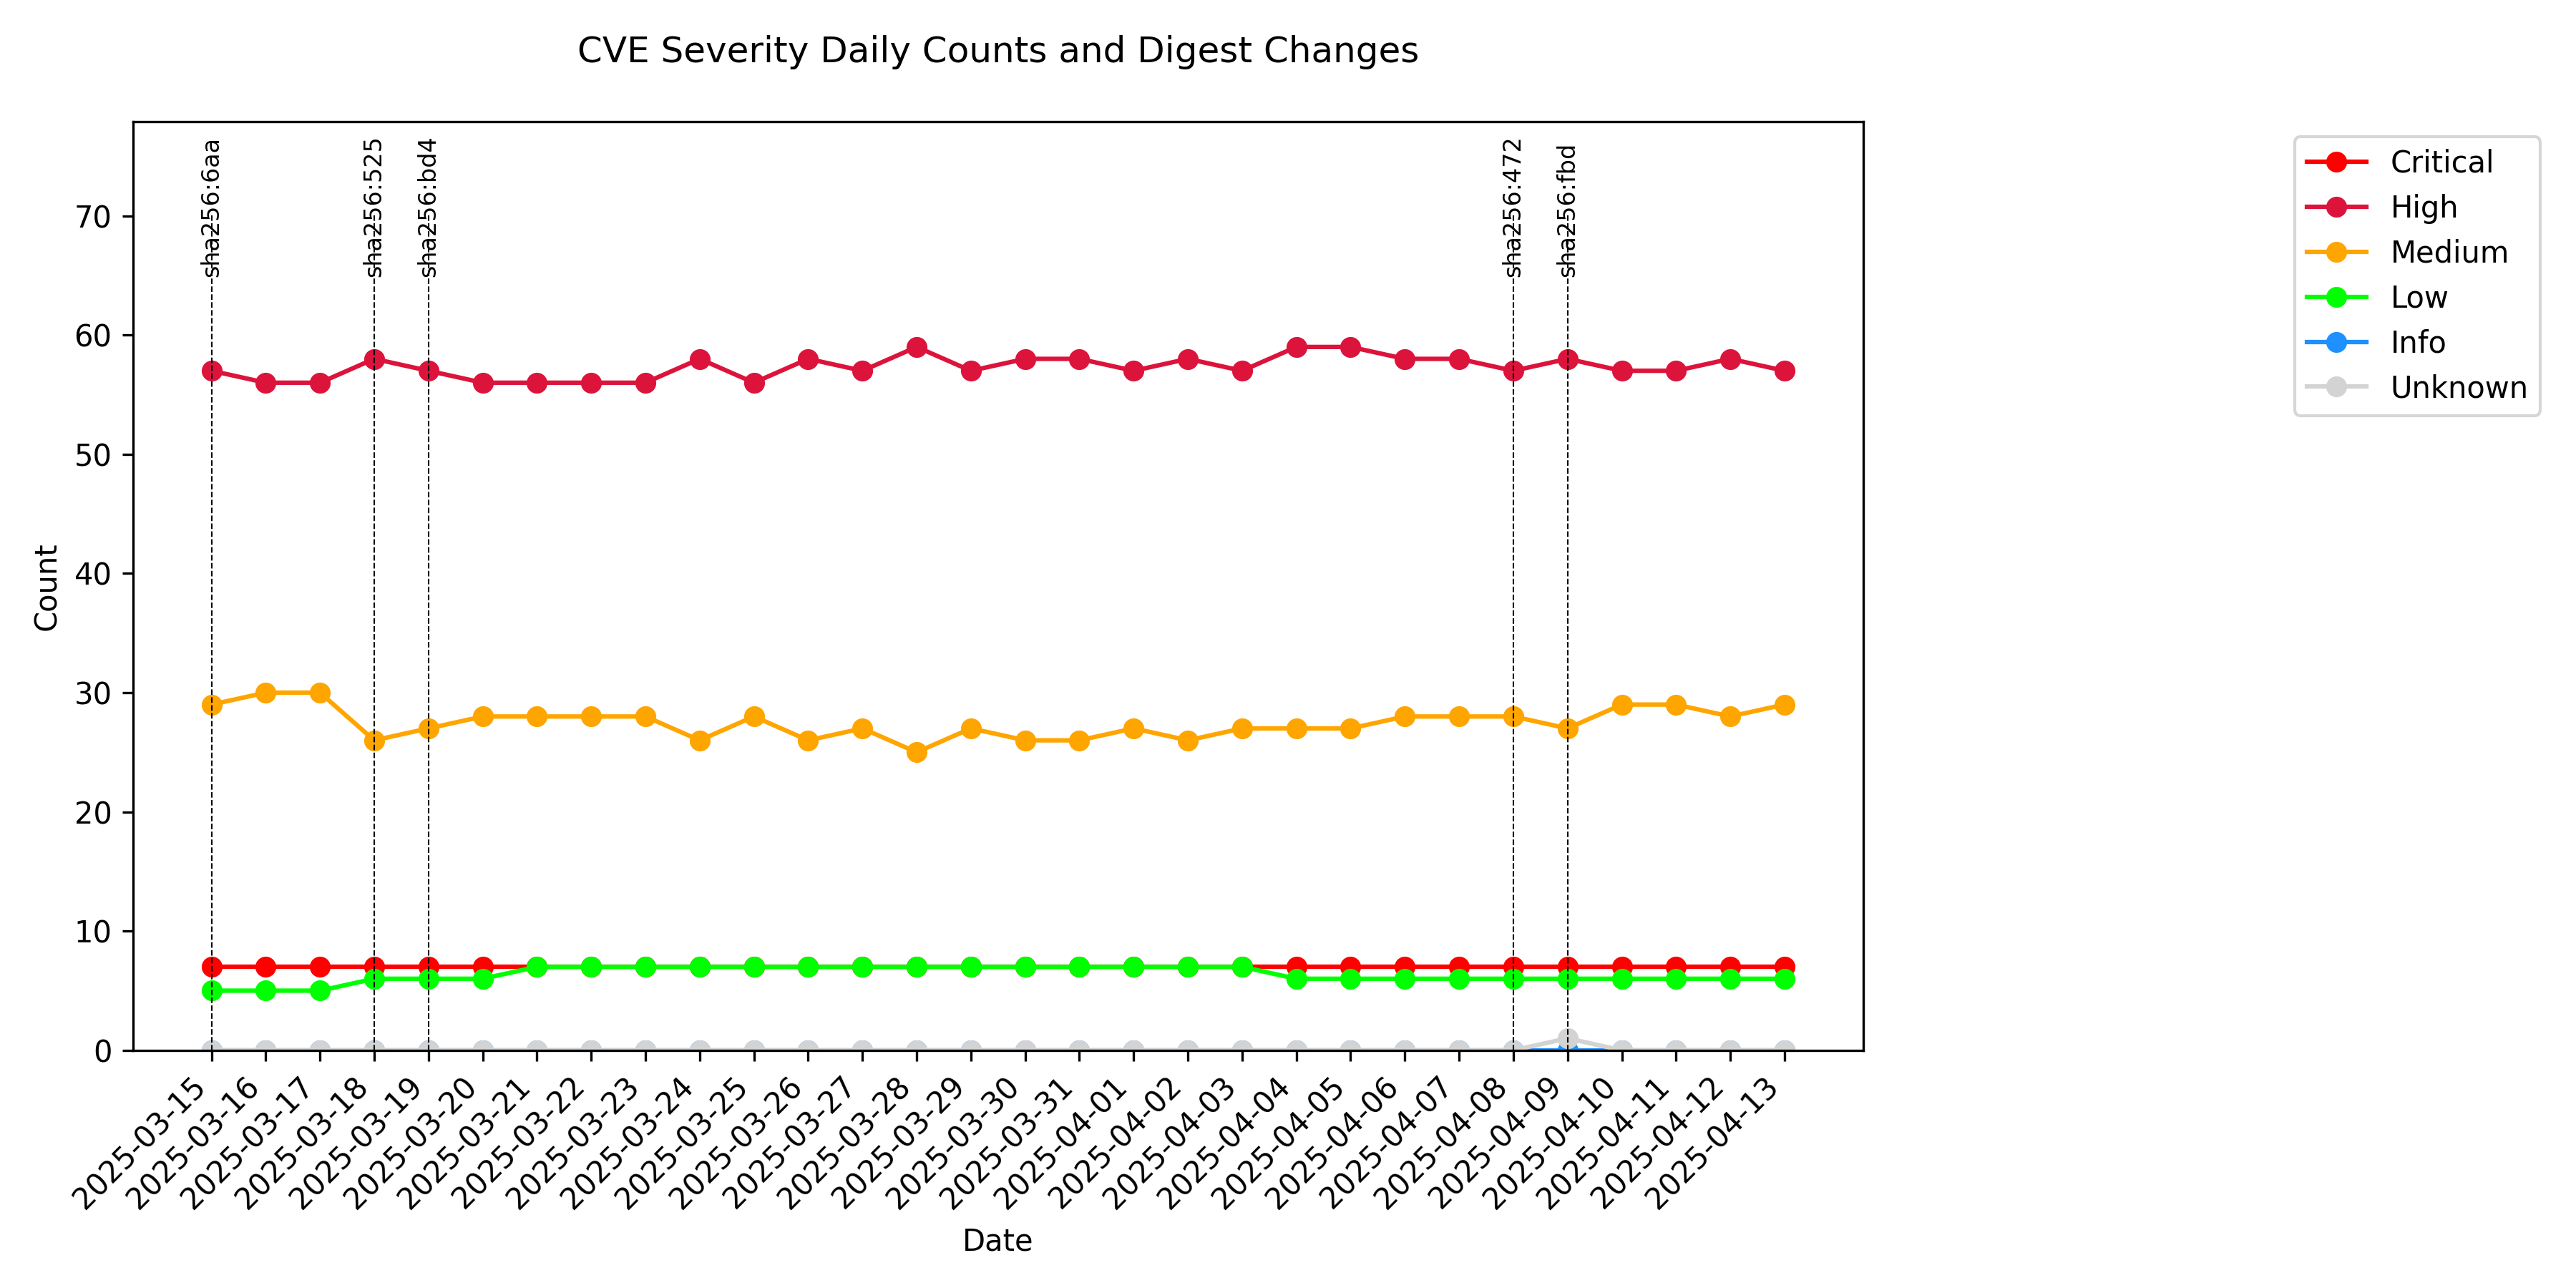 CVE Severity Daily Counts and Digest Changes
sha256:6aa
sha256:525
sha256:bd4
sha256:472
sha256:fbd
Critical
High
Medium
Low
Info
Unknown
70
60
50
40
30
20
10
0
Count
2025-03-15
2025-03-16
2025-03-17
2025-03-18
2025-03-19
2025-03-20
2025-03-21
2025-03-22
2025-03-23
2025-03-24
2025-03-25
2025-03-26
2025-03-27
2025-03-28
2025-03-29
2025-03-30
2025-03-31
2025-04-01
2025-04-02
2025-04-03
2025-04-04
2025-04-05
2025-04-06
2025-04-07
2025-04-08
2025-04-09
2025-04-10
2025-04-11
2025-04-12
2025-04-13
Date